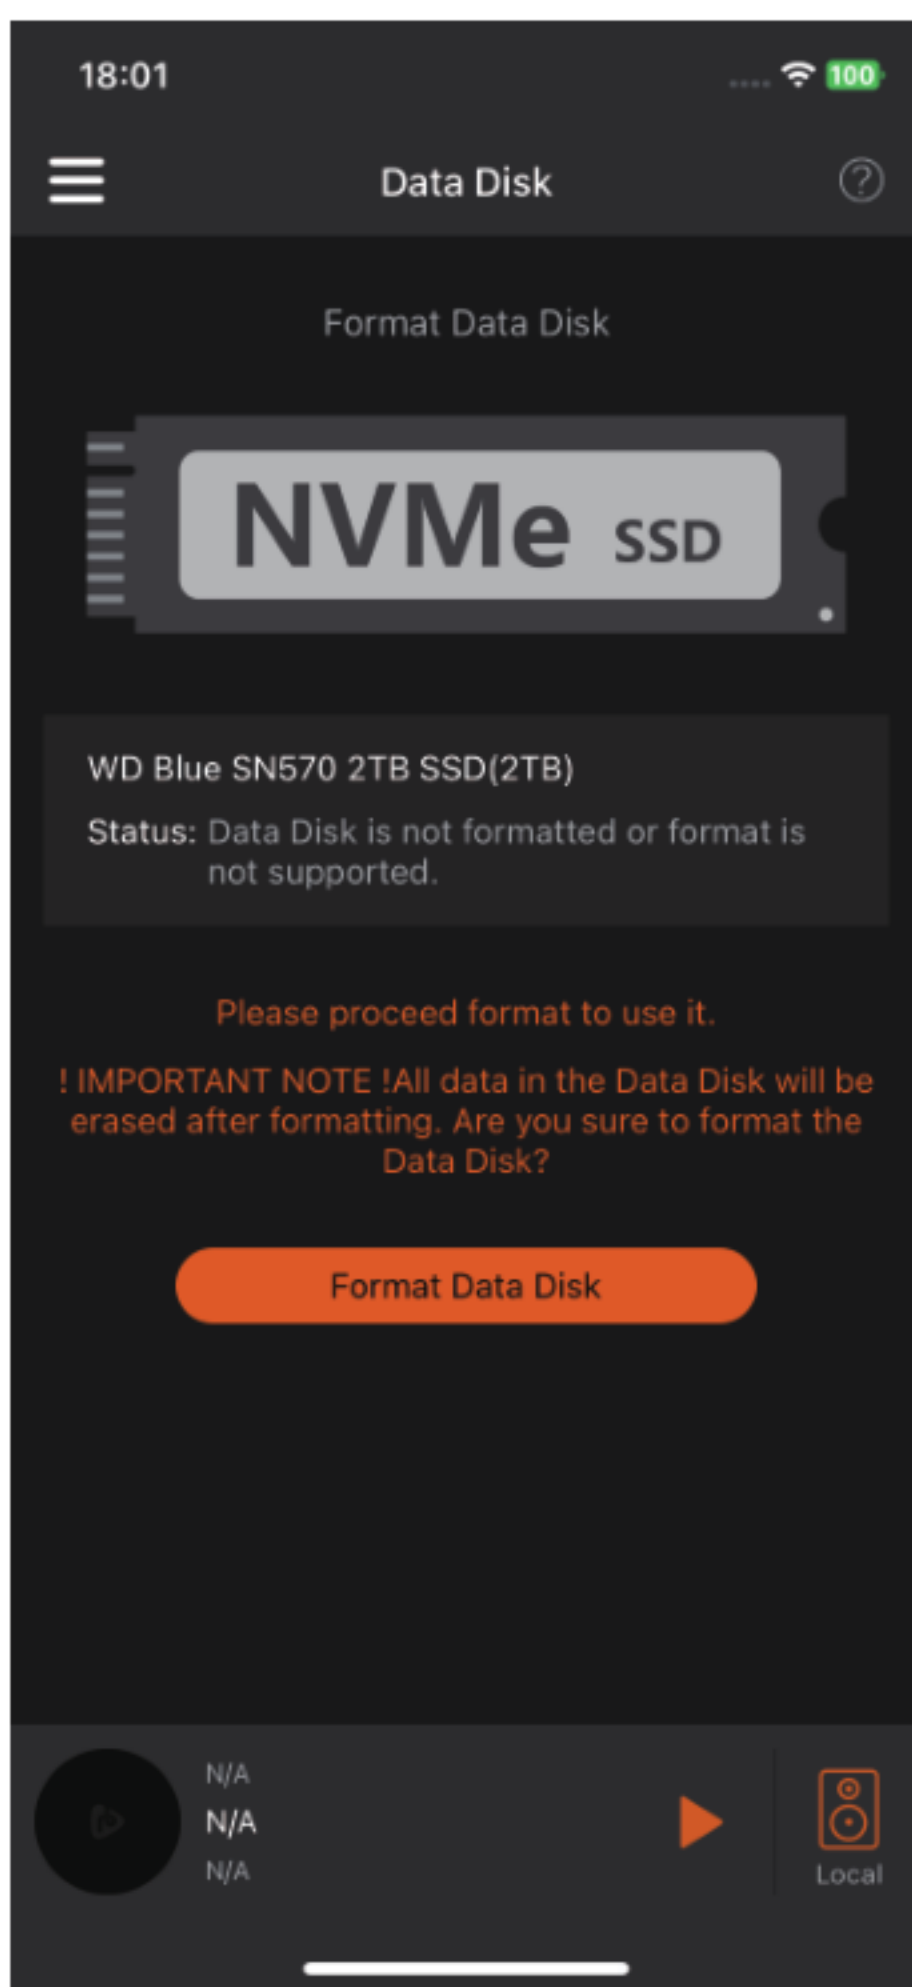 18:01
100
Data Disk
?
Format Data Disk
NVMe SSD
WD Blue SN570 2TB SSD(2TB)
Status: Data Disk is not formatted or format is
not supported.
Please proceed format to use it.
! IMPORTANT NOTE !All data in the Data Disk will be
erased after formatting. Are you sure to format the
Data Disk?
Format Data Disk
N/A
N/A
N/A
Local